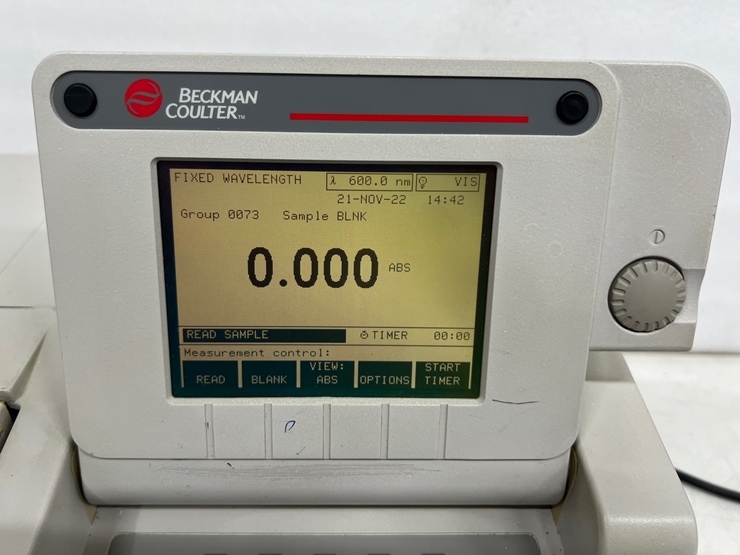 BECKMAN
COULTER™
FIXED WAVELENGTH λ 600.0 nm VIS
21-NOV-22 14:42
Group 0073 Sample BLNK
0.000 ABS
READ SAMPLE TIMER 00:00
Measurement control:
READ BLANK VIEW: ABS OPTIONS START TIMER